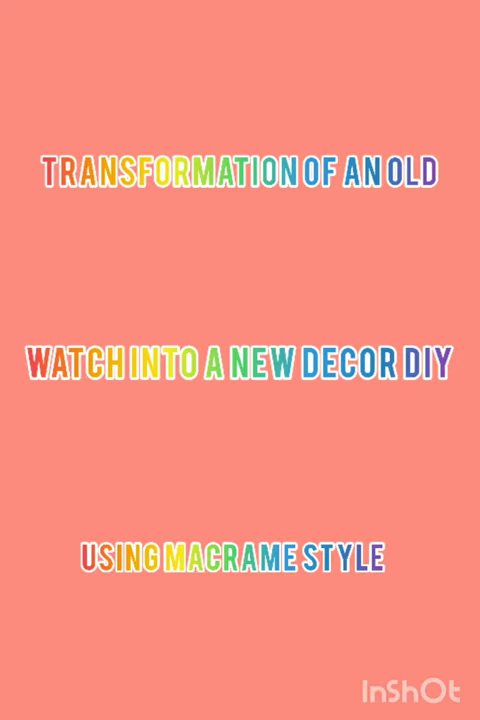 TRANSFORMATION OF AN OLD
WATCH INTO A NEW DECOR DIY
USING MACRAME STYLE
InShOt